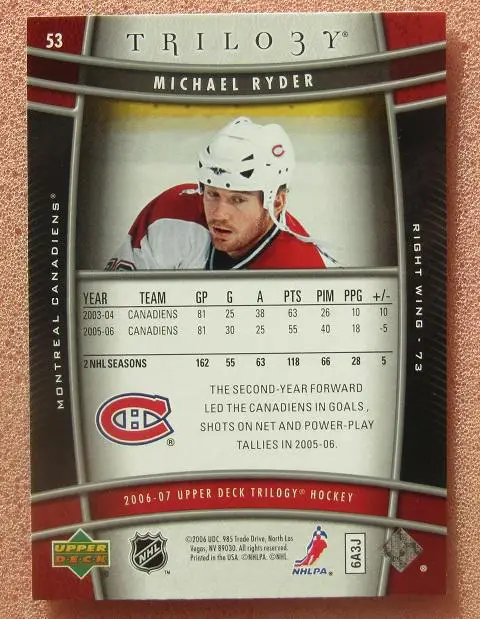 53
TRILO3Y®
MICHAEL RYDER
MONTREAL CANADIENS®
RIGHT WING - 73
YEAR TEAM GP G A PTS PIM PPG +/-
2003-04 CANADIENS 81 25 38 63 26 10 10
2005-06 CANADIENS 81 30 25 55 40 18 -5
2 NHL SEASONS 162 55 63 118 66 28 5
THE SECOND-YEAR FORWARD
LED THE CANADIENS IN GOALS,
SHOTS ON NET AND POWER-PLAY
TALLIES IN 2005-06.
®
2006-07 UPPER DECK TRILOGY® HOCKEY
UPPER
DECK
NHL
™
©2006 UDC. 985 Trade Drive, North Las
Vegas, NV 89030. All rights reserved.
Printed in the USA. ©NHLPA. ©NHL.
NHLPA.
6A3J
®